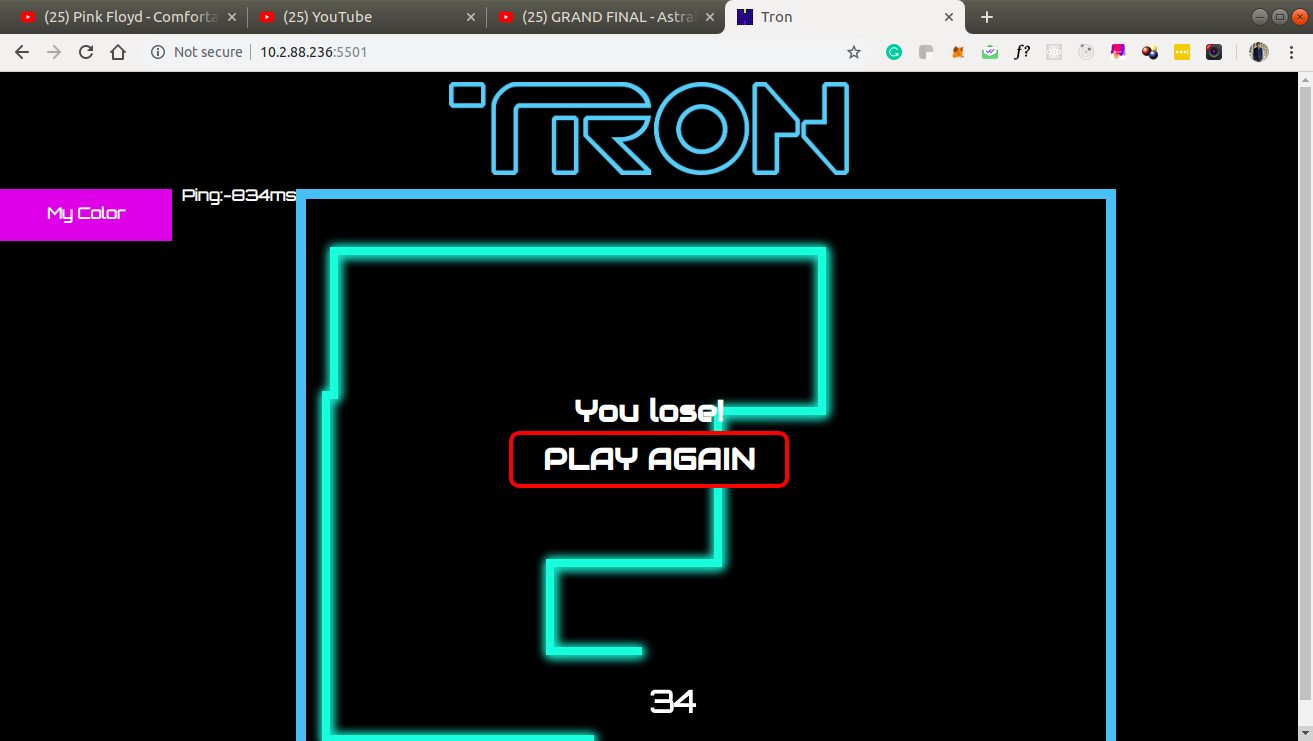 (25) Pink Floyd - Comforta
(25) YouTube
(25) GRAND FINAL - Astral
Tron
Not secure
10.2.88.236:5501
f?
TRON
Ping:-834ms
My Color
You lose!
PLAY AGAIN
34